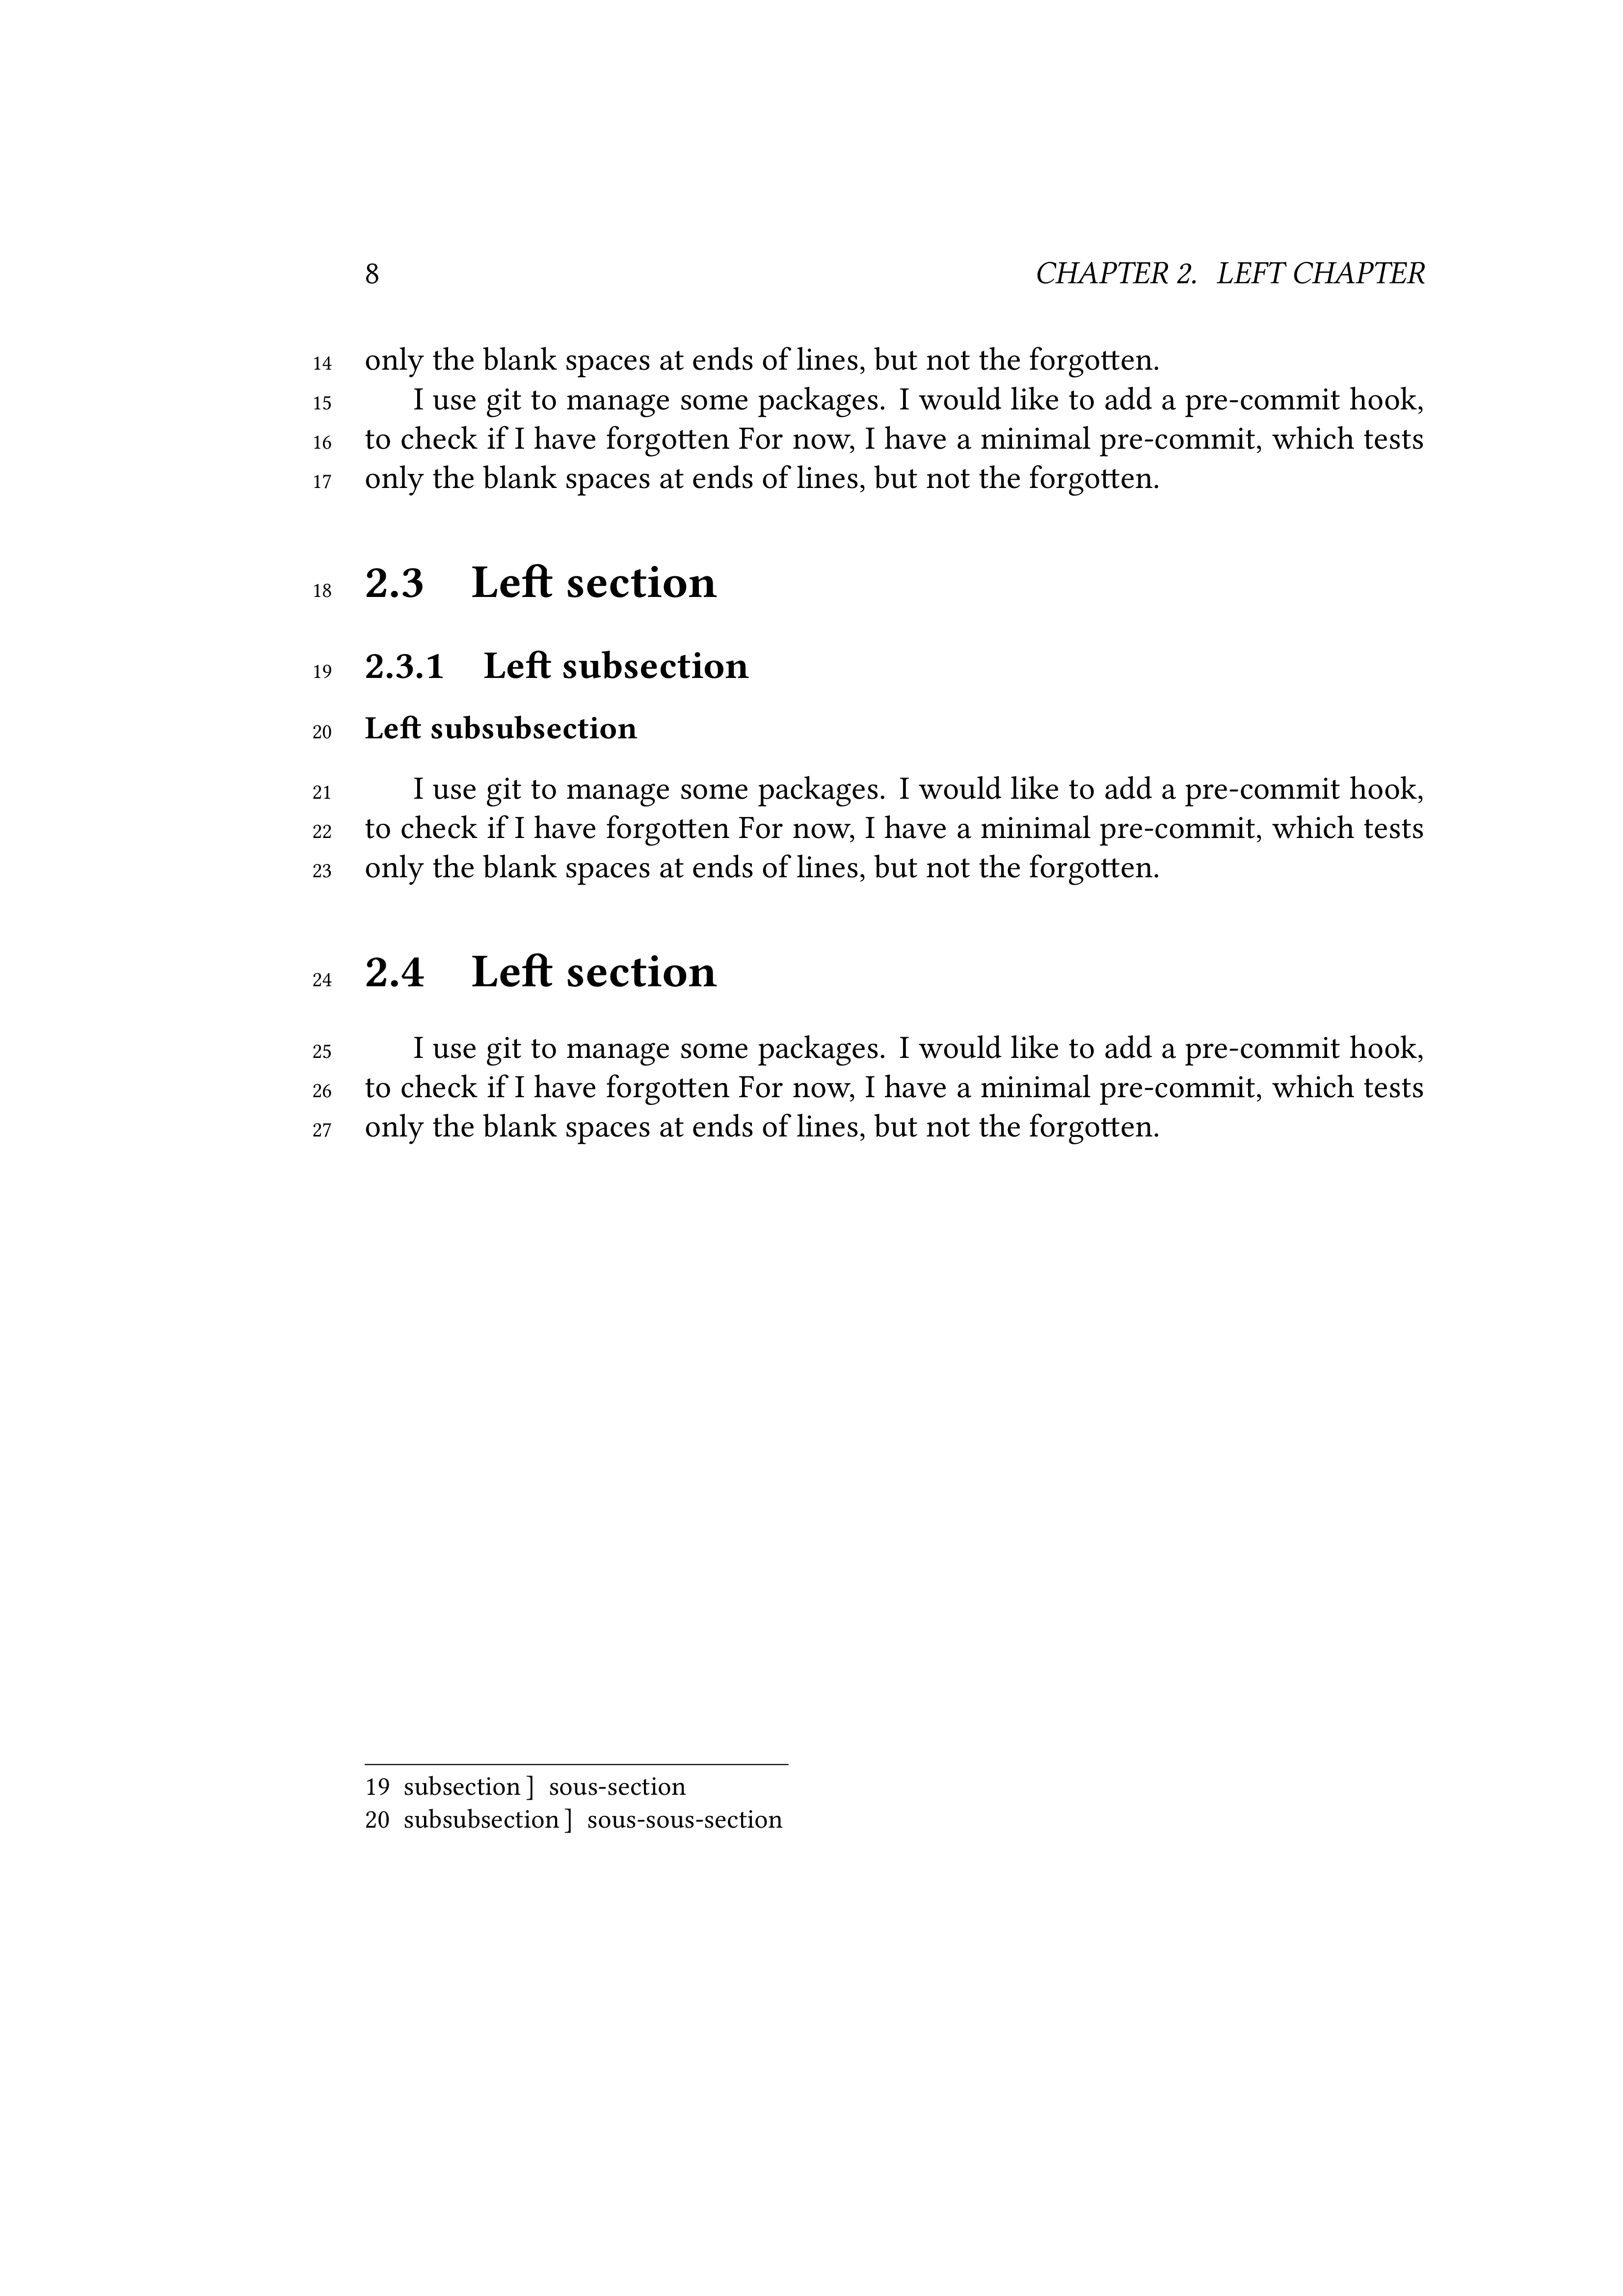 8 CHAPTER 2. LEFT CHAPTER
14 only the blank spaces at ends of lines, but not the forgotten.
15 I use git to manage some packages. I would like to add a pre-commit hook,
16 to check if I have forgotten For now, I have a minimal pre-commit, which tests
17 only the blank spaces at ends of lines, but not the forgotten.
18 2.3 Left section
19 2.3.1 Left subsection
20 Left subsubsection
21 I use git to manage some packages. I would like to add a pre-commit hook,
22 to check if I have forgotten For now, I have a minimal pre-commit, which tests
23 only the blank spaces at ends of lines, but not the forgotten.
24 2.4 Left section
25 I use git to manage some packages. I would like to add a pre-commit hook,
26 to check if I have forgotten For now, I have a minimal pre-commit, which tests
27 only the blank spaces at ends of lines, but not the forgotten.
19 subsection ] sous-section
20 subsubsection ] sous-sous-section